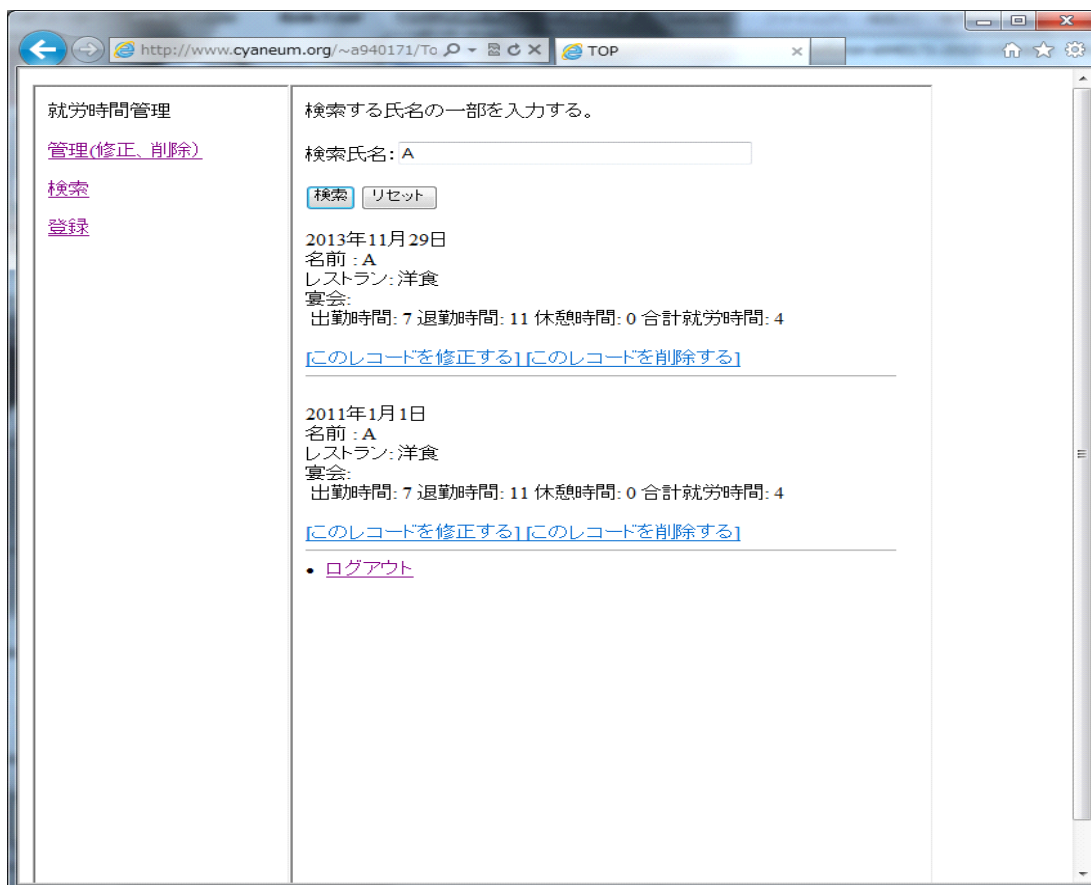 http://www.cyaneum.org/~a940171/To
TOP
就労時間管理
管理(修正、削除)
検索
登録
検索する氏名の一部を入力する。
検索氏名: A
検索 リセット
2013年11月29日
名前 : A
レストラン: 洋食
宴会:
出勤時間: 7 退勤時間: 11 休憩時間: 0 合計就労時間: 4
[このレコードを修正する] [このレコードを削除する]
2011年1月1日
名前 : A
レストラン: 洋食
宴会:
出勤時間: 7 退勤時間: 11 休憩時間: 0 合計就労時間: 4
[このレコードを修正する] [このレコードを削除する]
• ログアウト